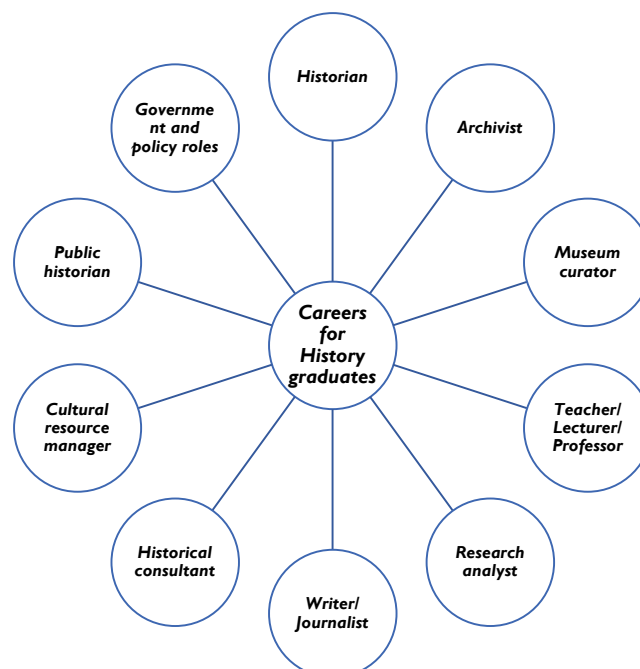 Historian
Governme
nt and
policy roles
Archivist
Public
historian
Museum
curator
Careers
for
History
graduates
Cultural
resource
manager
Teacher/
Lecturer/
Professor
Historical
consultant
Research
analyst
Writer/
Journalist